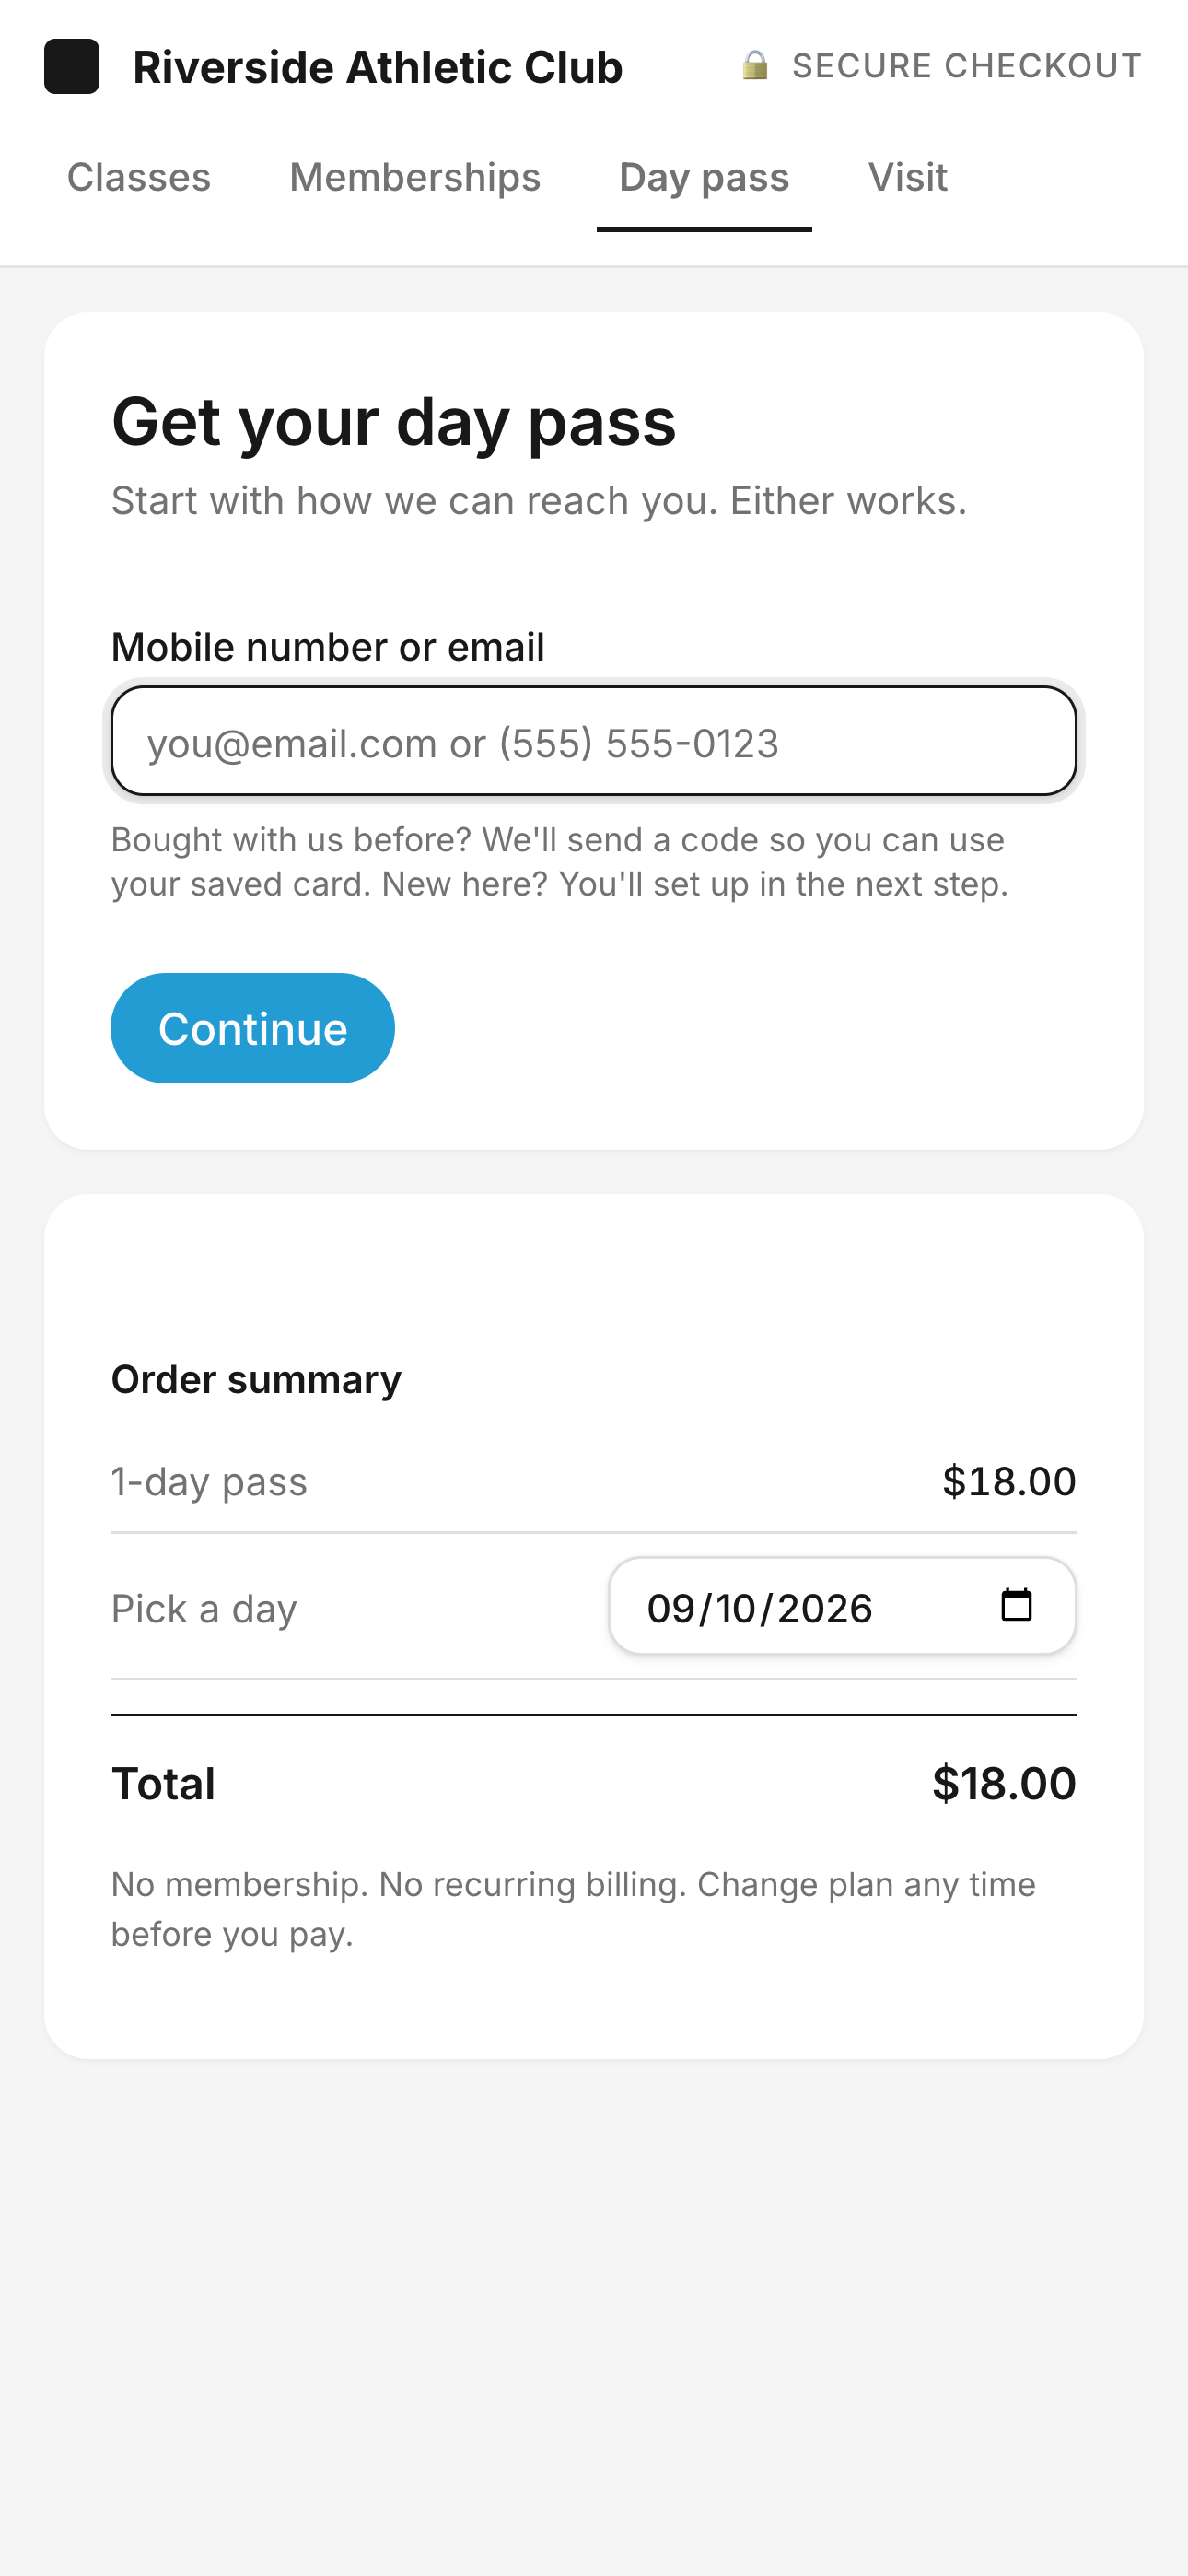 Riverside Athletic Club
SECURE CHECKOUT
Classes Memberships Day pass Visit
Get your day pass
Start with how we can reach you. Either works.
Mobile number or email
you@email.com or (555) 555-0123
Bought with us before? We'll send a code so you can use
your saved card. New here? You'll set up in the next step.
Continue
Order summary
1-day pass $18.00
Pick a day 09/10/2026
Total $18.00
No membership. No recurring billing. Change plan any time
before you pay.